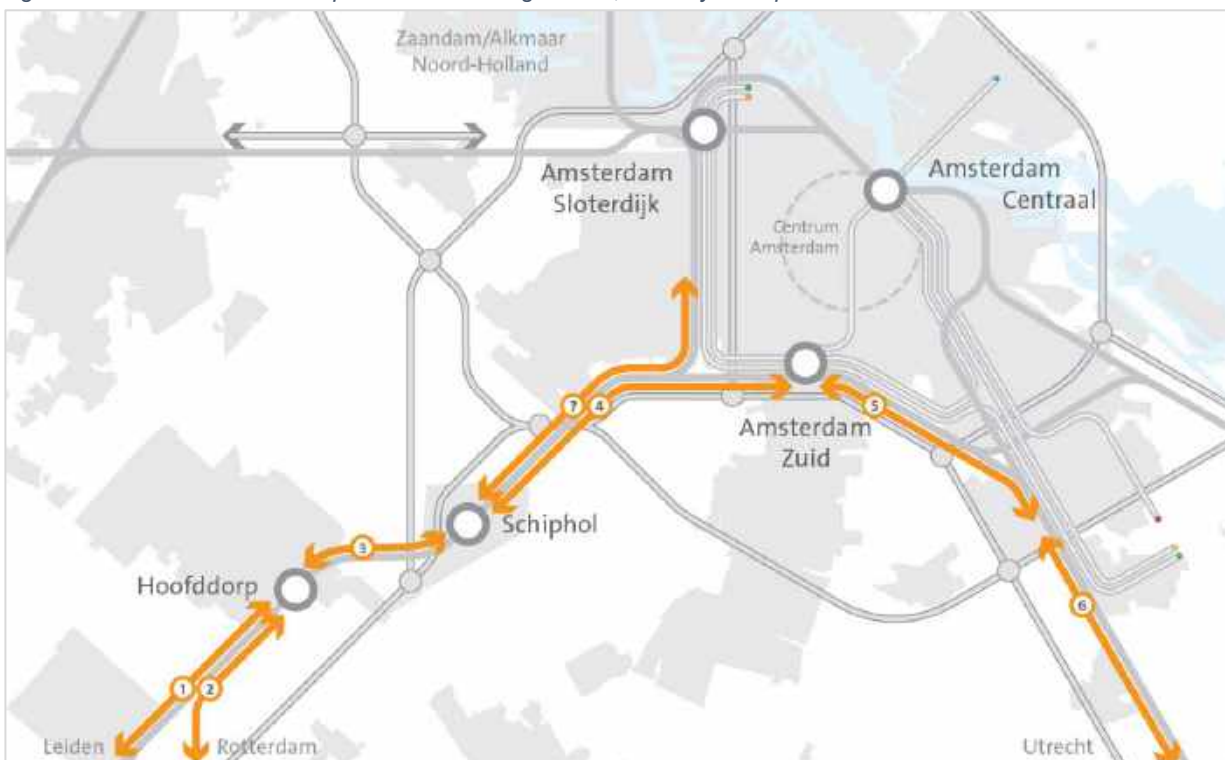 Zaandam/Alkmaar
Noord-Holland
Amsterdam
Sloterdijk
Amsterdam
Centraal
Centrum
Amsterdam
7
4
5
Amsterdam
Zuid
Schiphol
3
Hoofddorp
6
1
2
Leiden
Rotterdam
Utrecht